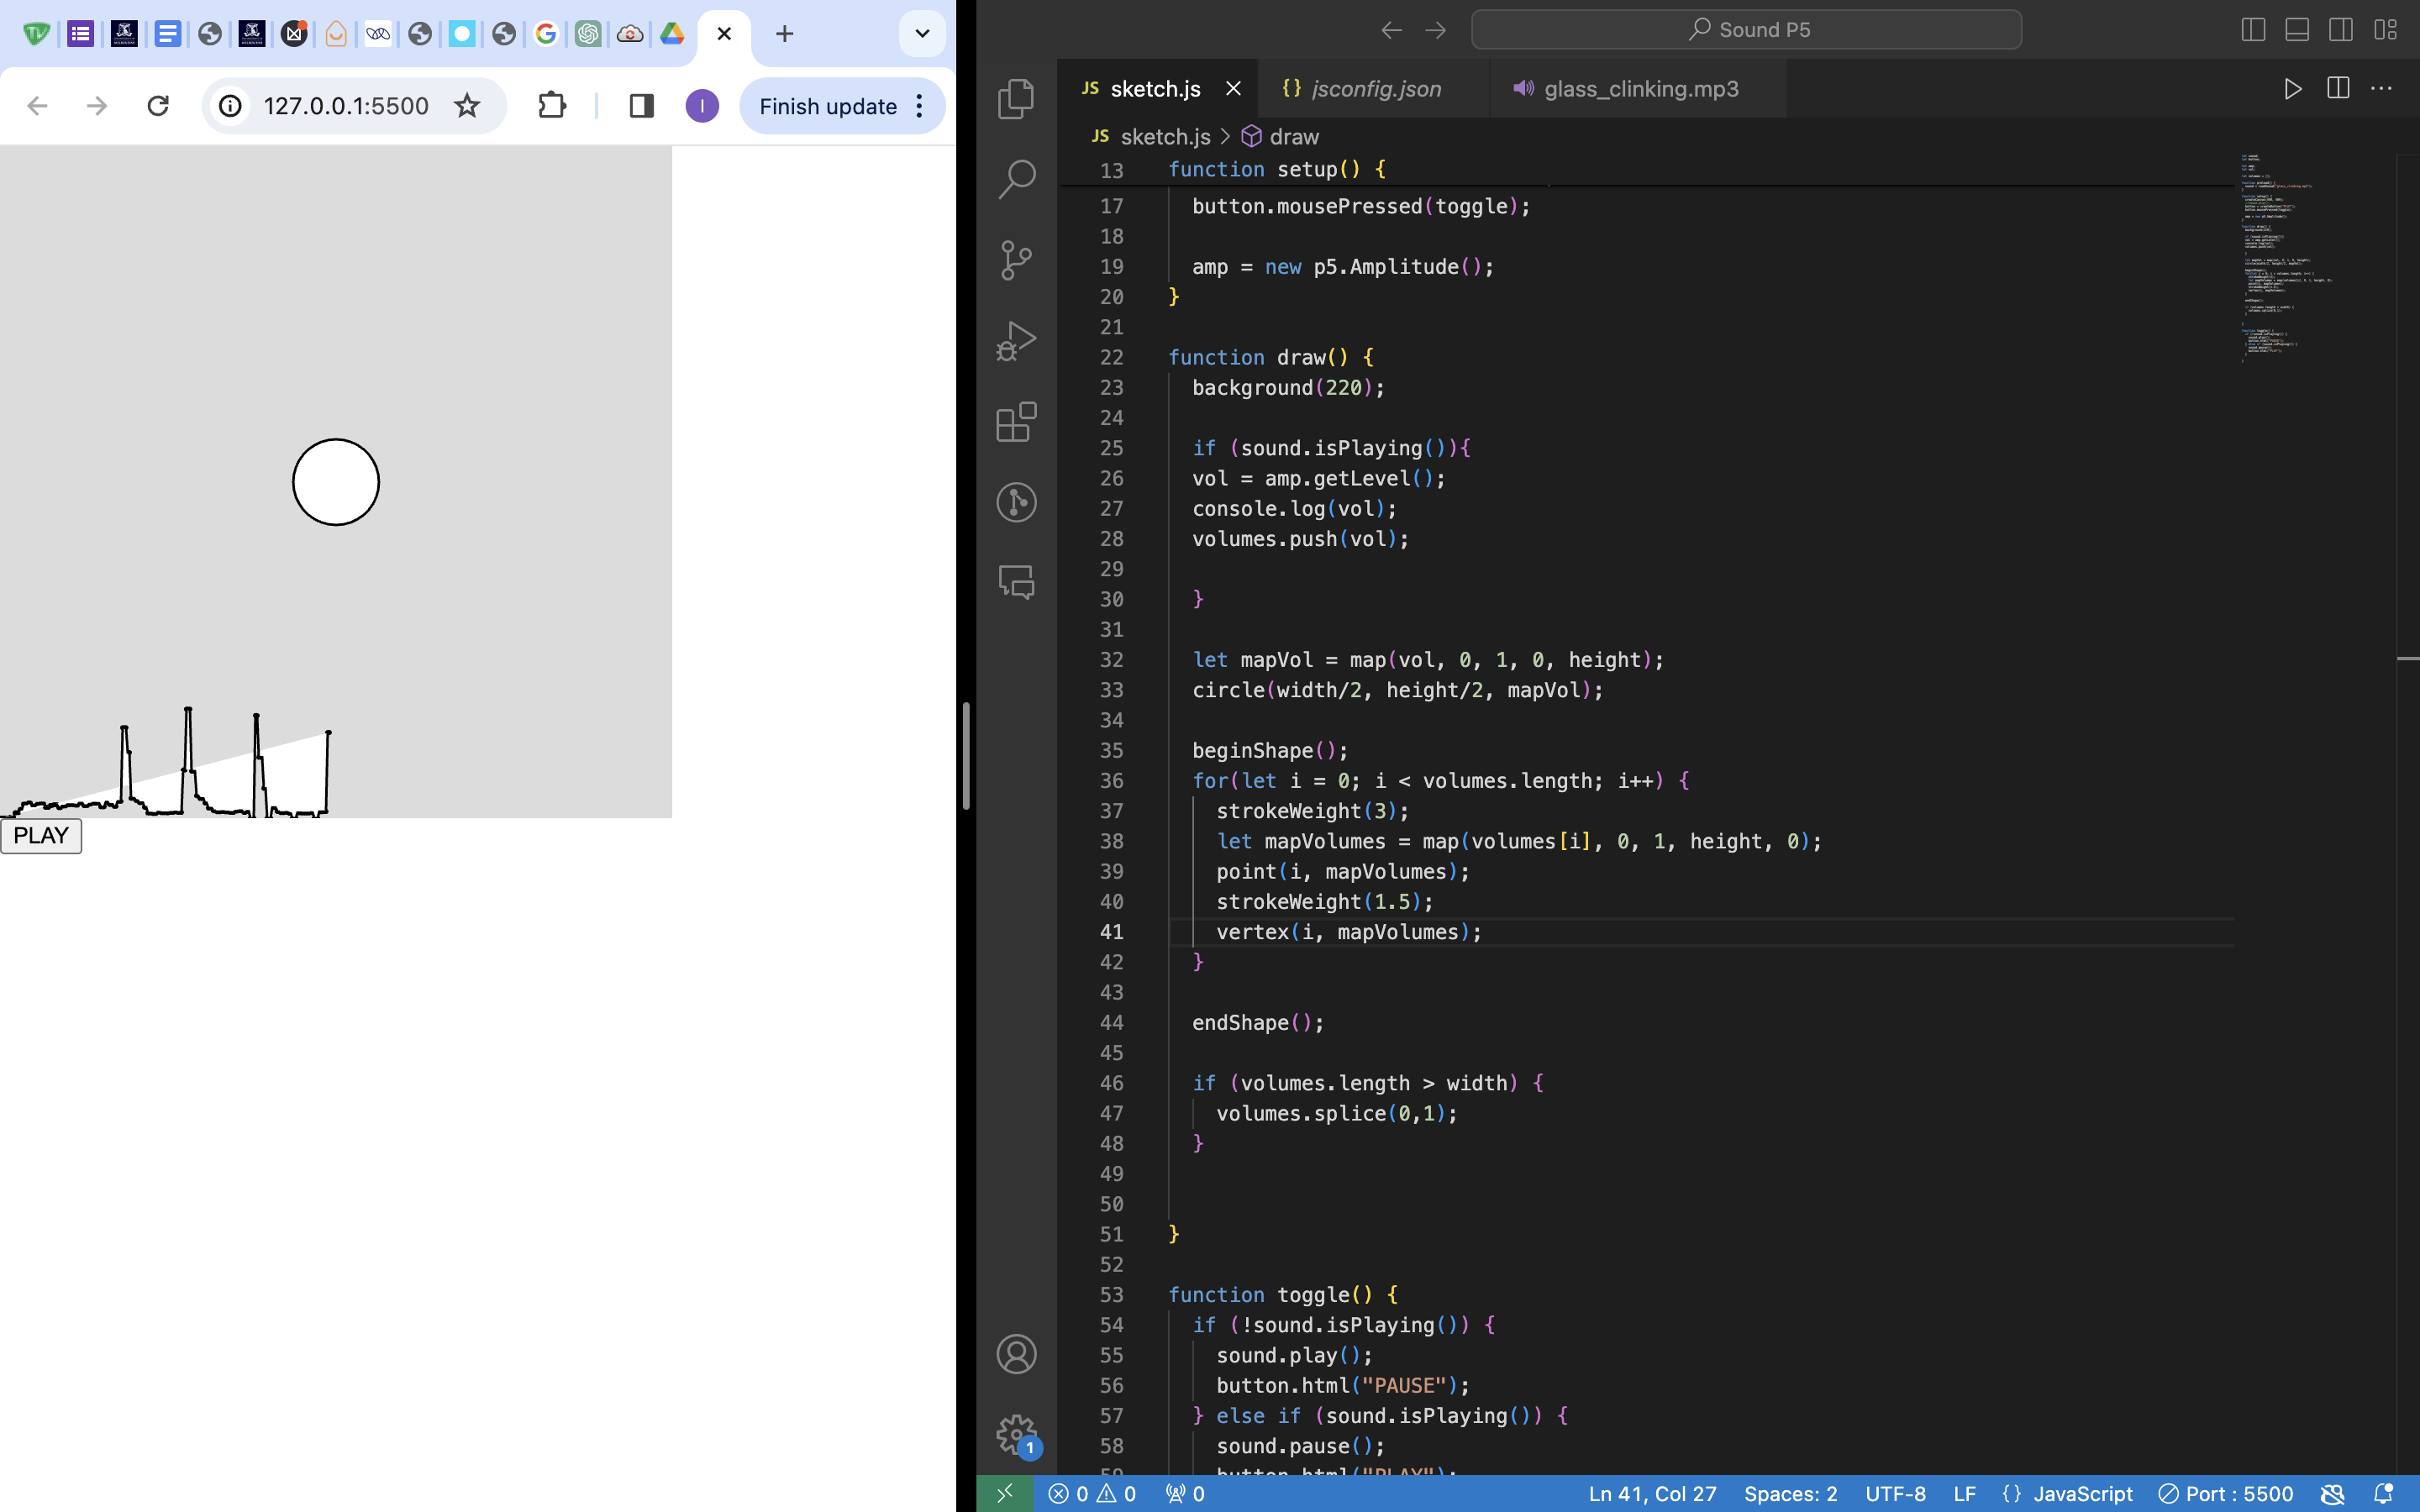 127.0.0.1:5500
Finish update
PLAY
Sound P5
JS sketch.js
{} jsconfig.json
glass_clinking.mp3
JS sketch.js > draw
13 function setup() {
17 button.mousePressed(toggle);
18
19 amp = new p5.Amplitude();
20 }
21
22 function draw() {
23 background(220);
24
25 if (sound.isPlaying()){
26 vol = amp.getLevel();
27 console.log(vol);
28 volumes.push(vol);
29
30 }
31
32 let mapVol = map(vol, 0, 1, 0, height);
33 circle(width/2, height/2, mapVol);
34
35 beginShape();
36 for(let i = 0; i < volumes.length; i++) {
37 strokeWeight(3);
38 let mapVolumes = map(volumes[i], 0, 1, height, 0);
39 point(i, mapVolumes);
40 strokeWeight(1.5);
41 vertex(i, mapVolumes);
42 }
43
44 endShape();
45
46 if (volumes.length > width) {
47 volumes.splice(0,1);
48 }
49
50
51 }
52
53 function toggle() {
54 if (!sound.isPlaying()) {
55 sound.play();
56 button.html("PAUSE");
57 } else if (sound.isPlaying()) {
58 sound.pause();
59 button.html("PLAY");
1
0 0 0
Ln 41, Col 27 Spaces: 2 UTF-8 LF {} JavaScript Port : 5500